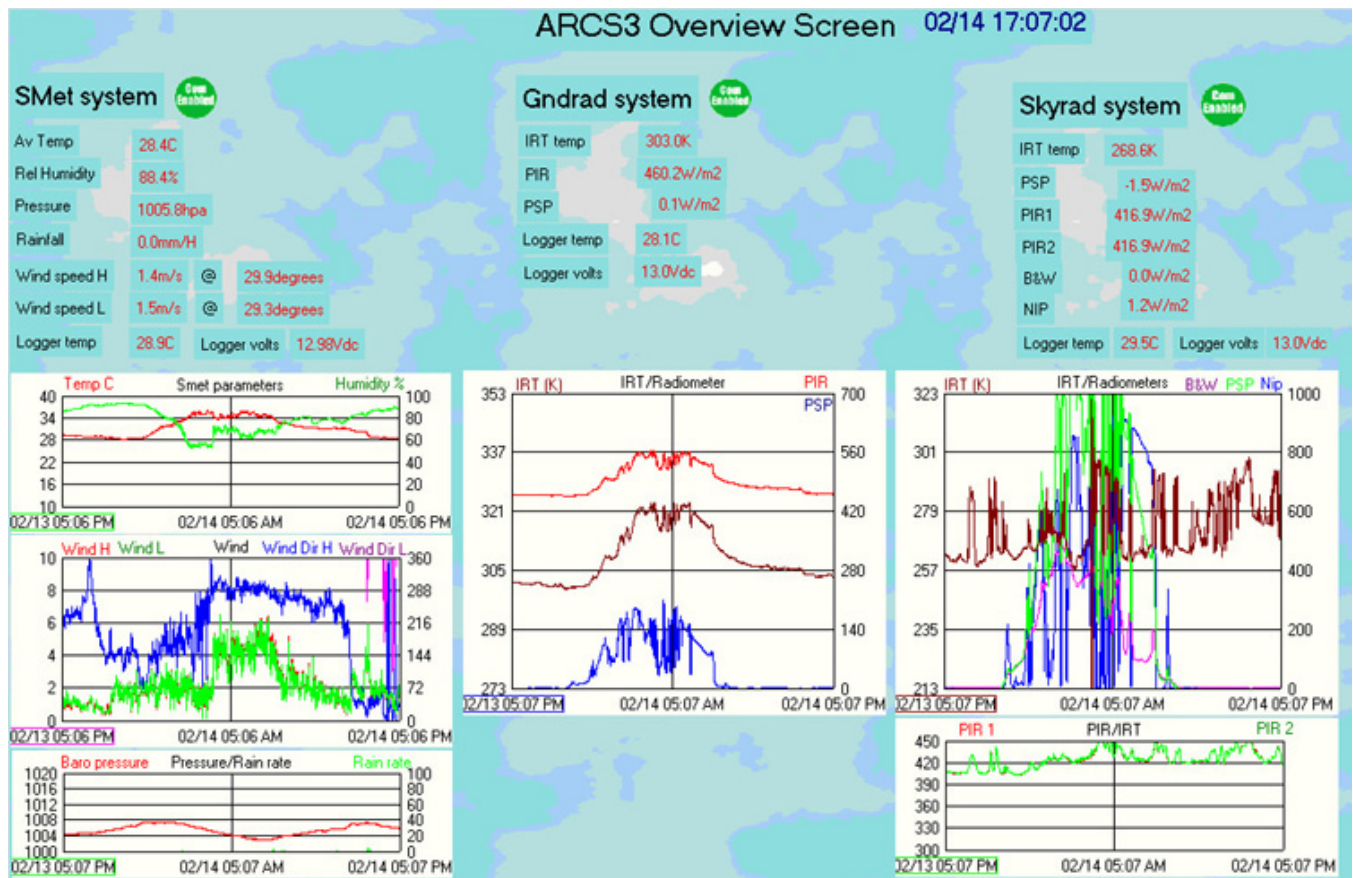 ARCS3 Overview Screen 02/14 17:07:02
SMet system Com Enabled
Av Temp 28.4C
Rel Humidity 88.4%
Pressure 1005.8hpa
Rainfall 0.0mm/H
Wind speed H 1.4m/s @ 29.9degrees
Wind speed L 1.5m/s @ 29.3degrees
Logger temp 28.9C Logger volts 12.98Vdc
Gndrad system Com Enabled
IRT temp 303.0K
PIR 460.2W/m2
PSP 0.1W/m2
Logger temp 28.1C
Logger volts 13.0Vdc
Skyrad system Com Enabled
IRT temp 268.6K
PSP -1.5W/m2
PIR1 416.9W/m2
PIR2 416.9W/m2
B&W 0.0W/m2
NIP 1.2W/m2
Logger temp 29.5C Logger volts 13.0Vdc
Temp C Smet parameters Humidity %
40 100
34 80
28 60
22 40
16 20
10 0
02/13 05:06 PM 02/14 05:06 AM 02/14 05:06 PM
Wind H Wind L Wind Wind Dir H Wind Dir L
10 360
8 288
6 216
4 144
2 72
0 0
02/13 05:06 PM 02/14 05:06 AM 02/14 05:06 PM
Baro pressure Pressure/Rain rate Rain rate
1020 100
1016 80
1012 60
1008 40
1004 20
1000 0
02/13 05:07 PM 02/14 05:07 AM 02/14 05:07 PM
IRT (K) IRT/Radiometer PIR
PSP
353 700
337 560
321 420
305 280
289 140
273 0
02/13 05:07 PM 02/14 05:07 AM 02/14 05:07 PM
IRT (K) IRT/Radiometers B&W PSP Nip
323 1000
301 800
279 600
257 400
235 200
213 0
02/13 05:07 PM 02/14 05:07 AM 02/14 05:07 PM
PIR 1 PIR/IRT PIR 2
450
420
390
360
330
300
02/13 05:07 PM 02/14 05:07 AM 02/14 05:07 PM